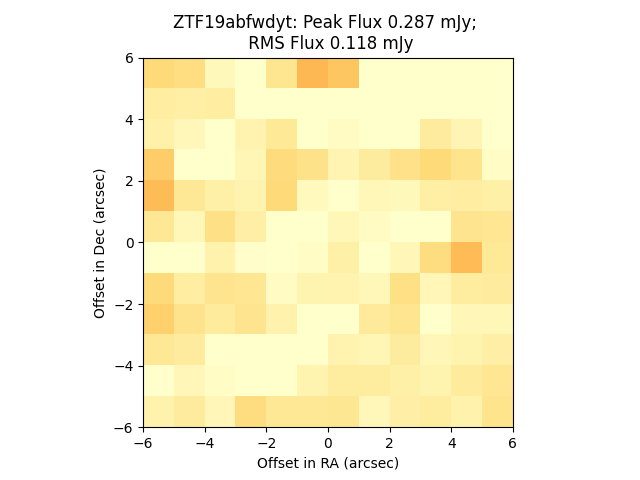 ZTF19abfwdyt: Peak Flux 0.287 mJy;
RMS Flux 0.118 mJy
6
4
2
0
−2
−4
−6
Offset in Dec (arcsec)
−6 −4 −2 0 2 4 6
Offset in RA (arcsec)